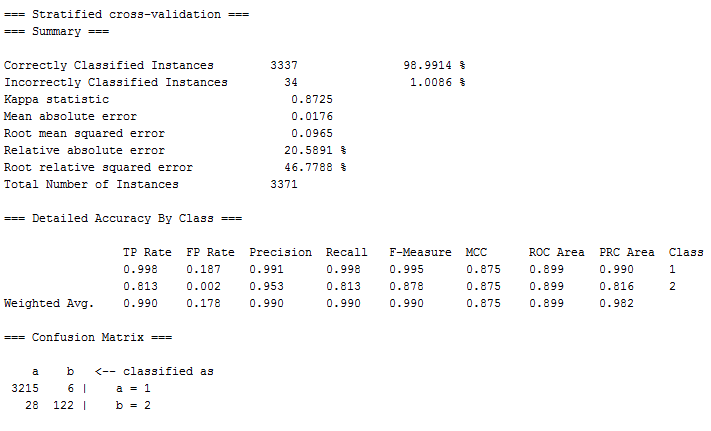 === Stratified cross-validation ===
=== Summary ===
Correctly Classified Instances 3337 98.9914 %
Incorrectly Classified Instances 34 1.0086 %
Kappa statistic 0.8725
Mean absolute error 0.0176
Root mean squared error 0.0965
Relative absolute error 20.5891 %
Root relative squared error 46.7788 %
Total Number of Instances 3371
=== Detailed Accuracy By Class ===
TP Rate FP Rate Precision Recall F-Measure MCC ROC Area PRC Area Class
0.998 0.187 0.991 0.998 0.995 0.875 0.899 0.990 1
0.813 0.002 0.953 0.813 0.878 0.875 0.899 0.816 2
Weighted Avg. 0.990 0.178 0.990 0.990 0.990 0.875 0.899 0.982
=== Confusion Matrix ===
a b <-- classified as
3215 6 | a = 1
28 122 | b = 2